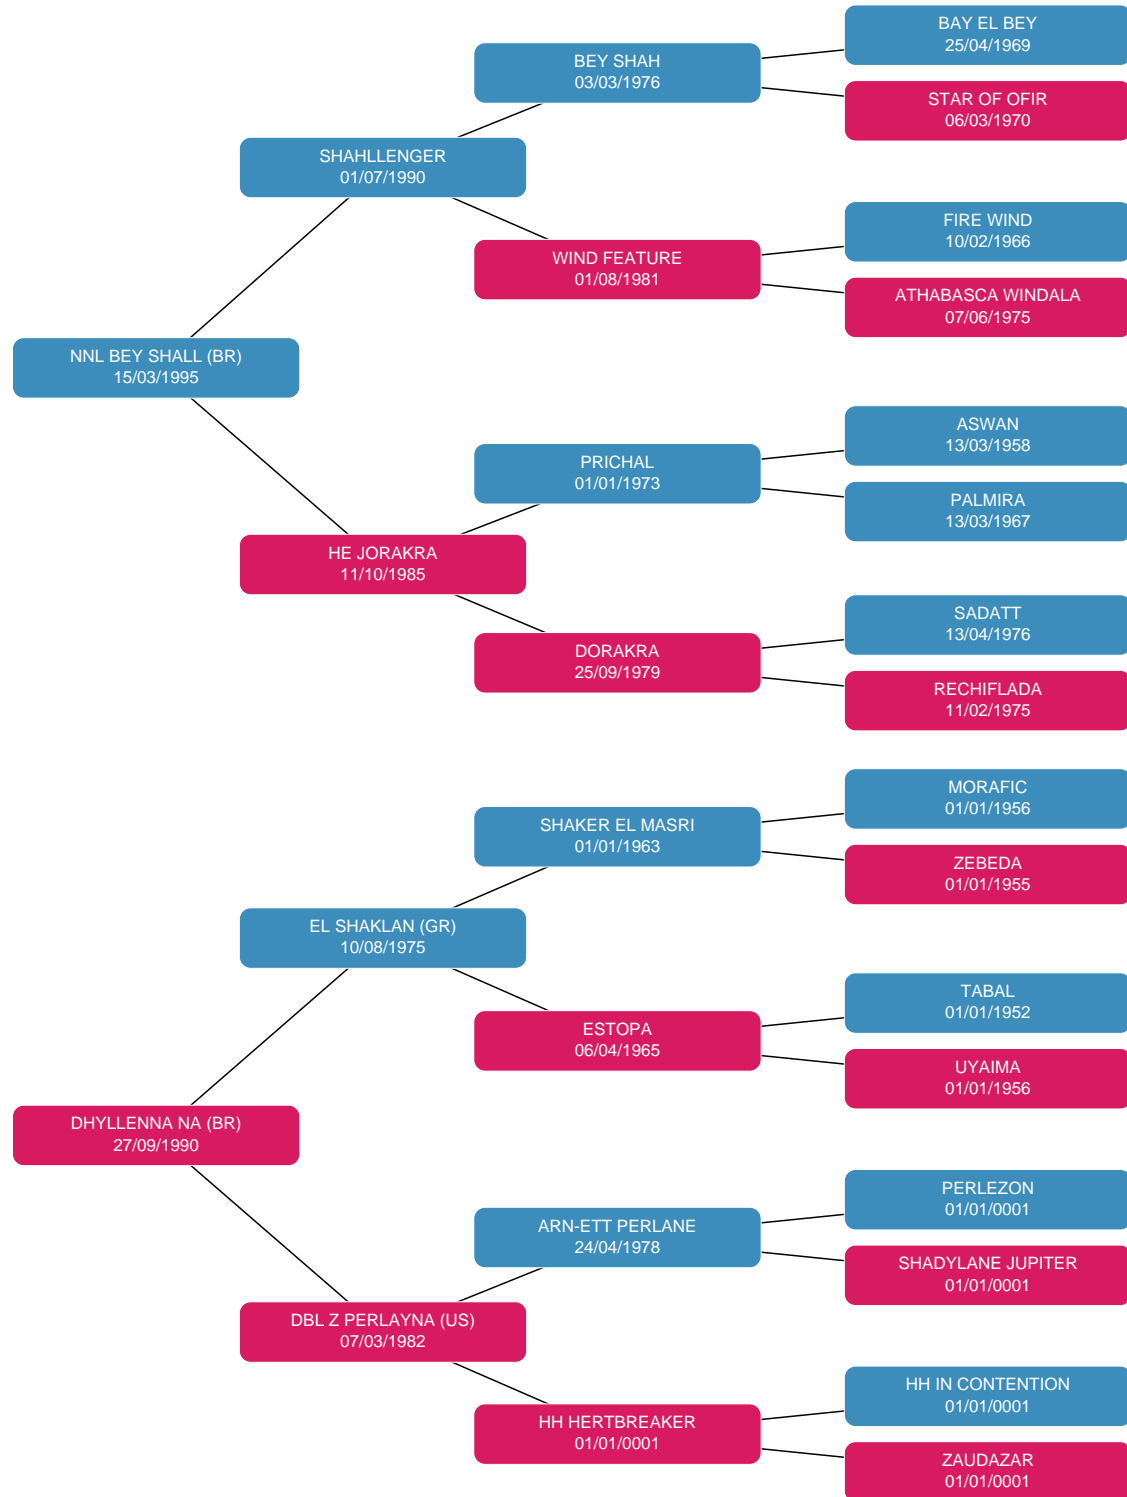 BAY EL BEY
25/04/1969
BEY SHAH
03/03/1976
STAR OF OFIR
06/03/1970
SHAHLLENGER
01/07/1990
FIRE WIND
10/02/1966
WIND FEATURE
01/08/1981
ATHABASCA WINDALA
07/06/1975
NNL BEY SHALL (BR)
15/03/1995
ASWAN
13/03/1958
PRICHAL
01/01/1973
PALMIRA
13/03/1967
HE JORAKRA
11/10/1985
SADATT
13/04/1976
DORAKRA
25/09/1979
RECHIFLADA
11/02/1975
MORAFIC
01/01/1956
SHAKER EL MASRI
01/01/1963
ZEBEDA
01/01/1955
EL SHAKLAN (GR)
10/08/1975
TABAL
01/01/1952
ESTOPA
06/04/1965
UYAIMA
01/01/1956
DHYLLENNA NA (BR)
27/09/1990
PERLEZON
01/01/0001
ARN-ETT PERLANE
24/04/1978
SHADYLANE JUPITER
01/01/0001
DBL Z PERLAYNA (US)
07/03/1982
HH IN CONTENTION
01/01/0001
HH HERTBREAKER
01/01/0001
ZAUDAZAR
01/01/0001